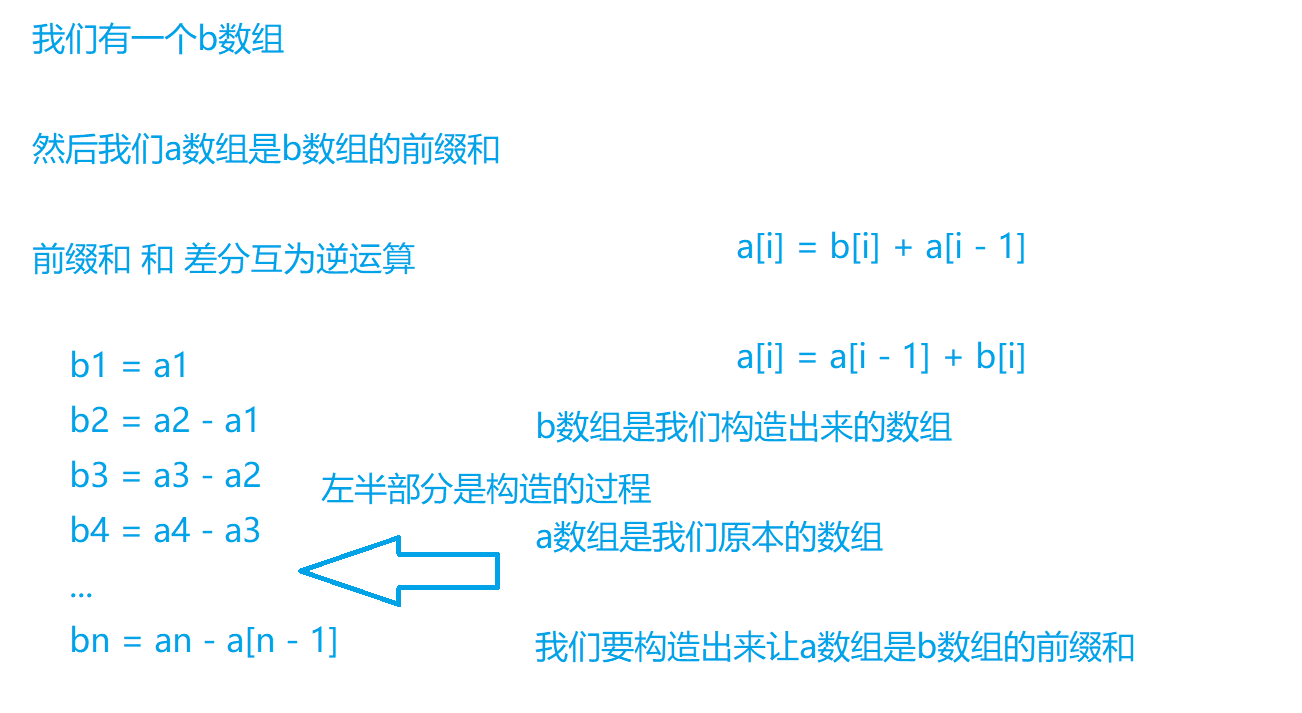 我们有一个b数组
然后我们a数组是b数组的前缀和
前缀和 和 差分互为逆运算
a[i] = b[i] + a[i - 1]
b1 = a1
a[i] = a[i - 1] + b[i]
b2 = a2 - a1
b数组是我们构造出来的数组
b3 = a3 - a2
左半部分是构造的过程
b4 = a4 - a3
a数组是我们原本的数组
...
bn = an - a[n - 1]
我们要构造出来让a数组是b数组的前缀和